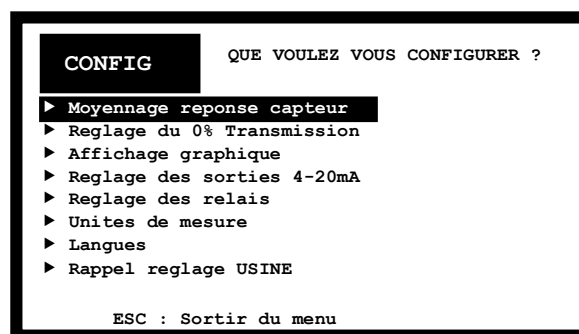 CONFIG
QUE VOULEZ VOUS CONFIGURER ?
Moyennage reponse capteur
Reglage du 0% Transmission
Affichage graphique
Reglage des sorties 4-20mA
Reglage des relais
Unites de mesure
Langues
Rappel reglage USINE
ESC : Sortir du menu